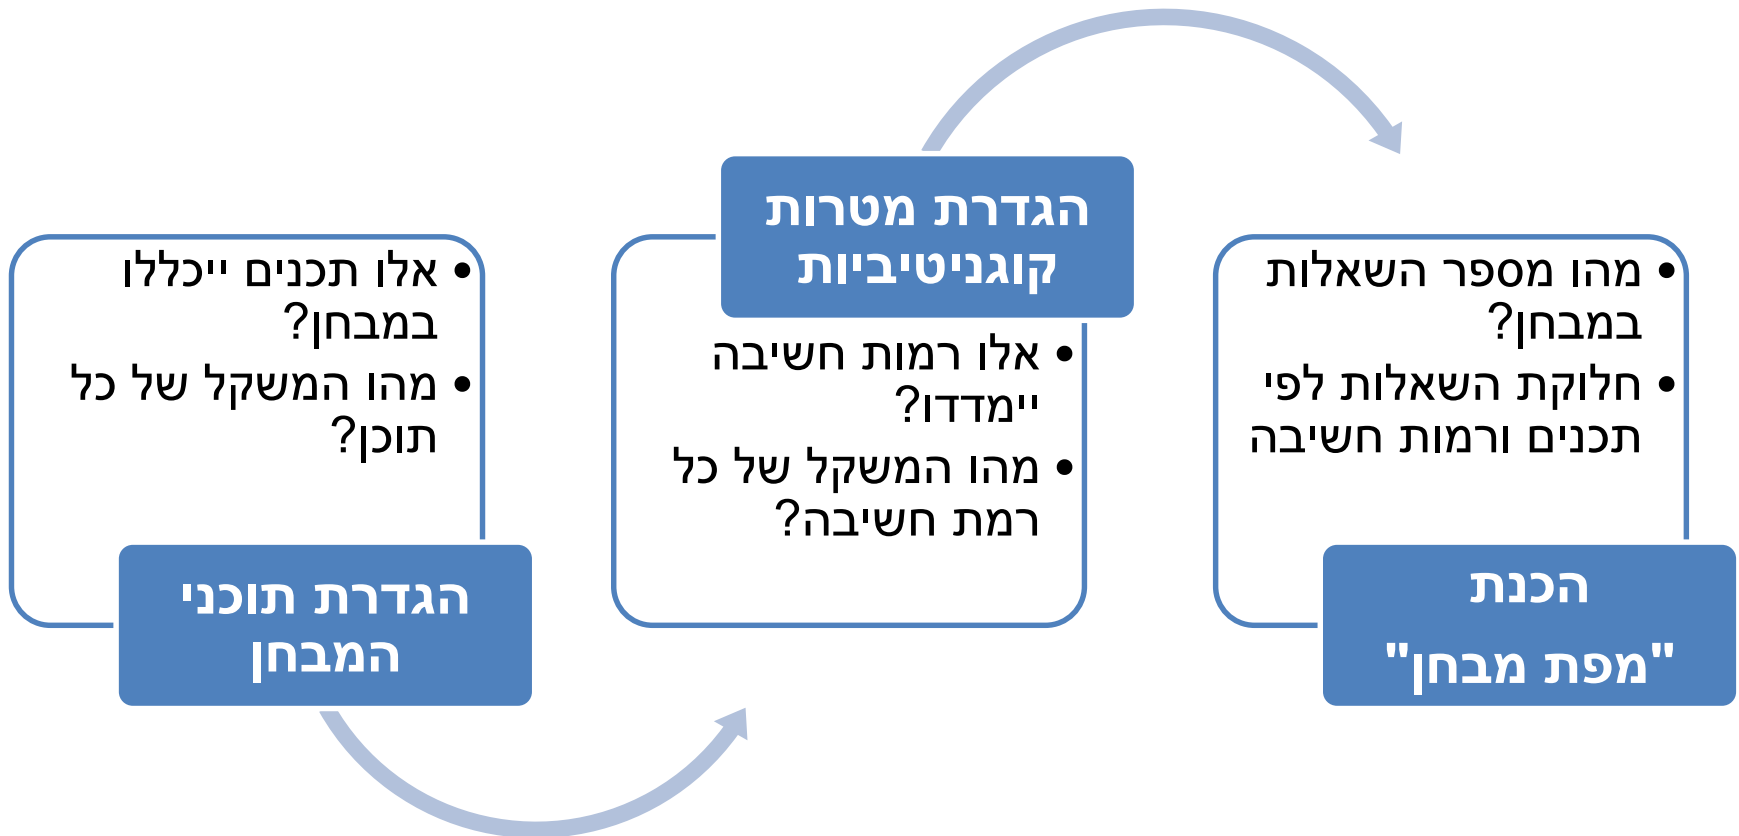 • אלו תכנים ייכללו
במבחן?
• מהו המשקל של כל
תוכן?
הגדרת תוכני
המבחן
הגדרת מטרות
קוגניטיביות
• אלו רמות חשיבה
יימדדו?
• מהו המשקל של כל
רמת חשיבה?
• מהו מספר השאלות
במבחן?
• חלוקת השאלות לפי
תכנים ורמות חשיבה
הכנת
"מפת מבחן"